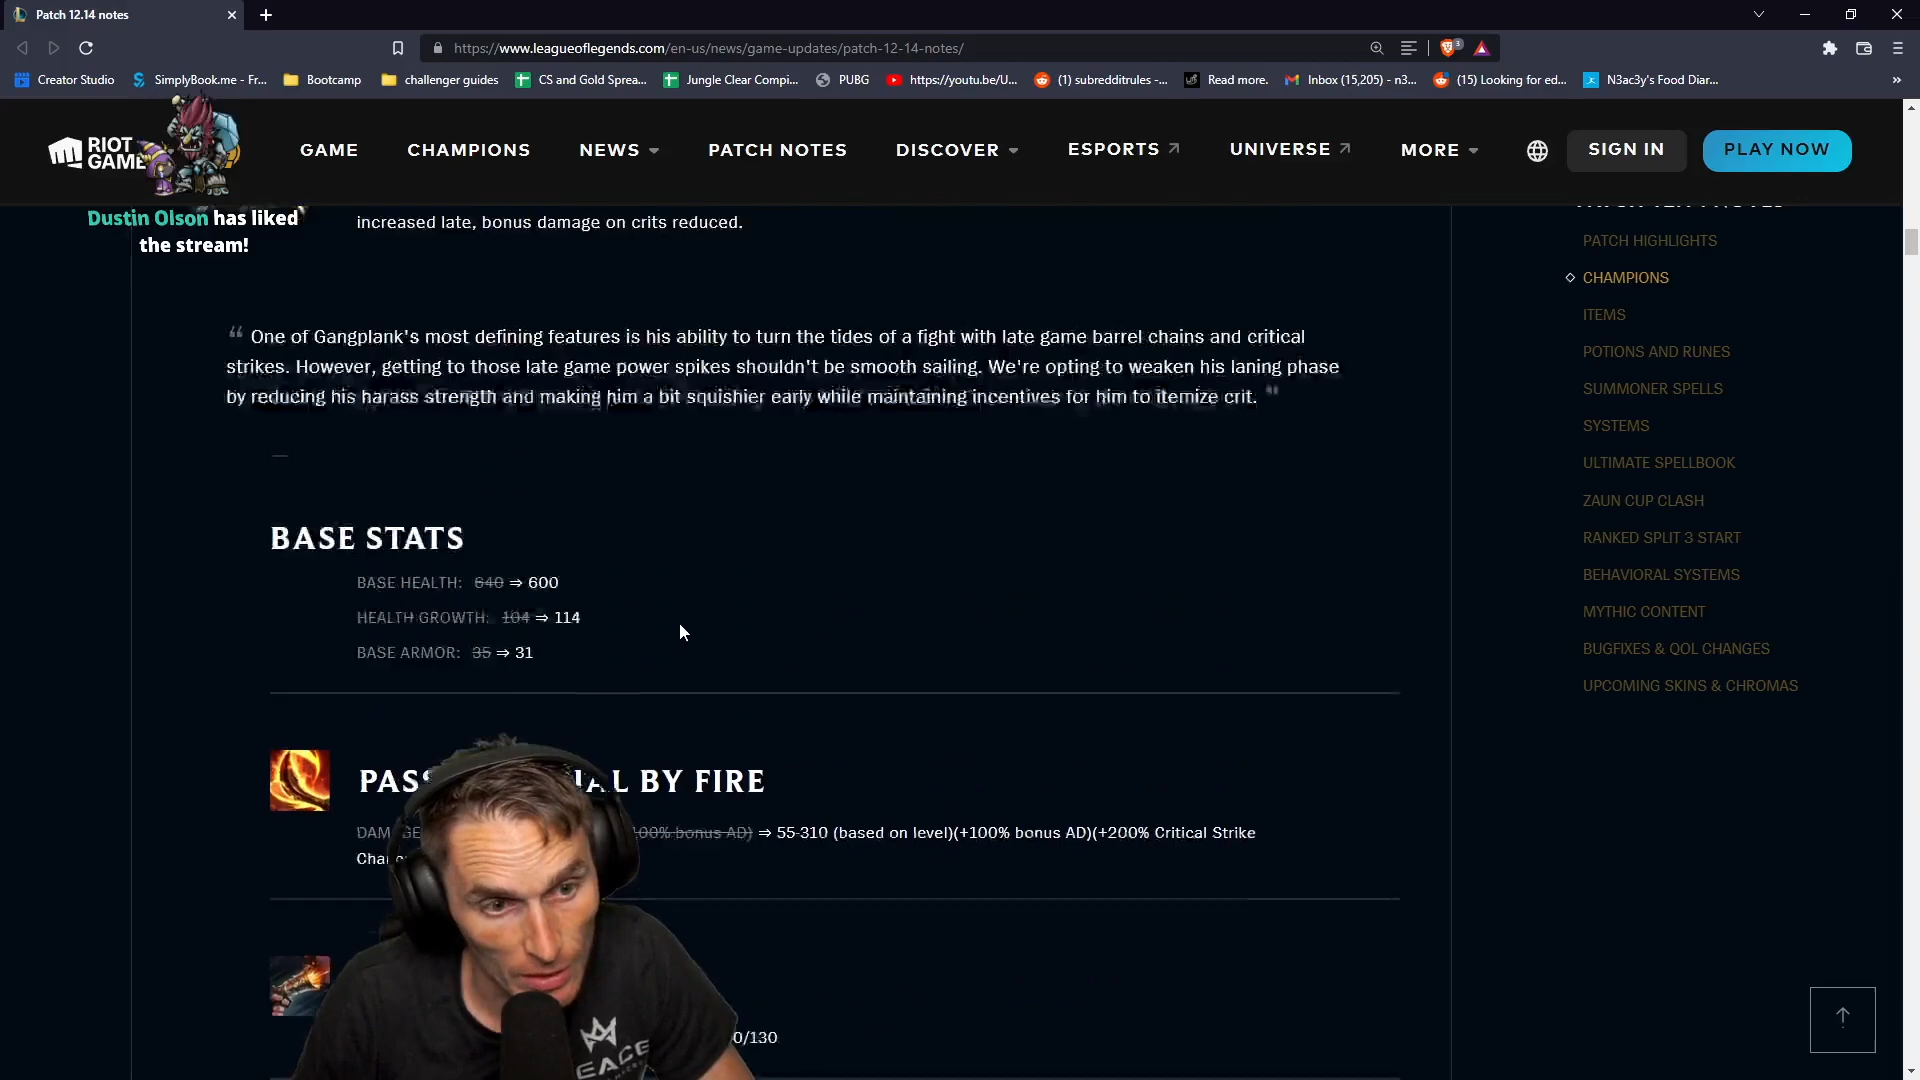 Patch 12.14 notes
https://www.leagueoflegends.com/en-us/news/game-updates/patch-12-14-notes/
3
Creator Studio
SimplyBook.me - Fr...
Bootcamp
challenger guides
CS and Gold Sprea...
Jungle Clear Compi...
PUBG
https://youtu.be/U...
(1) subredditrules -...
Read more.
Inbox (15,205) - n3...
(15) Looking for ed...
N3ac3y's Food Diar...
RIOT
GAME
GAME
CHAMPIONS
NEWS
PATCH NOTES
DISCOVER
ESPORTS
UNIVERSE
MORE
SIGN IN
PLAY NOW
Dustin Olson has liked
the stream!
increased late, bonus damage on crits reduced.
“ One of Gangplank's most defining features is his ability to turn the tides of a fight with late game barrel chains and critical
strikes. However, getting to those late game power spikes shouldn't be smooth sailing. We're opting to weaken his laning phase
by reducing his harass strength and making him a bit squishier early while maintaining incentives for him to itemize crit. ”
BASE STATS
BASE HEALTH: 640 ⇒ 600
HEALTH GROWTH: 104 ⇒ 114
BASE ARMOR: 35 ⇒ 31
BY FIRE
100% bonus AD) ⇒ 55-310 (based on level)(+100% bonus AD)(+200% Critical Strike
0/130
PATCH HIGHLIGHTS
CHAMPIONS
ITEMS
POTIONS AND RUNES
SUMMONER SPELLS
SYSTEMS
ULTIMATE SPELLBOOK
ZAUN CUP CLASH
RANKED SPLIT 3 START
BEHAVIORAL SYSTEMS
MYTHIC CONTENT
BUGFIXES & QOL CHANGES
UPCOMING SKINS & CHROMAS